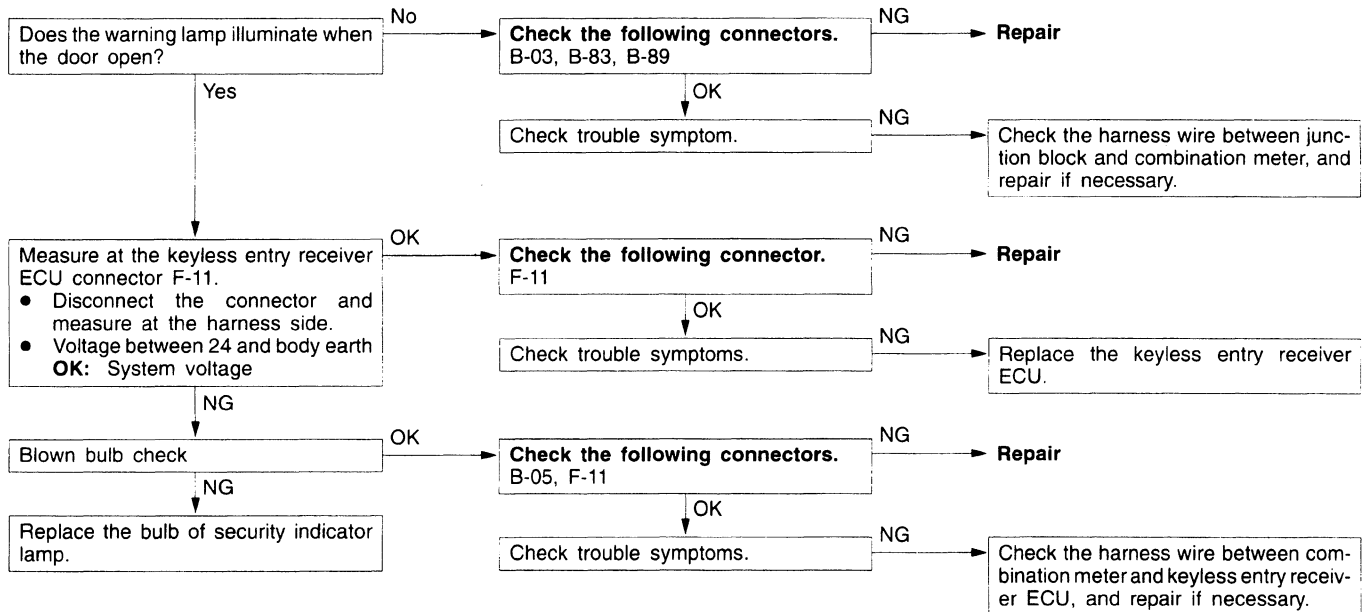 Does the warning lamp illuminate when
the door open?
No
Check the following connectors.
B-03, B-83, B-89
NG
Repair
Yes
OK
Check trouble symptom.
NG
Check the harness wire between junc-
tion block and combination meter, and
repair if necessary.
Measure at the keyless entry receiver
ECU connector F-11.
● Disconnect the connector and
measure at the harness side.
● Voltage between 24 and body earth
OK: System voltage
OK
Check the following connector.
F-11
NG
Repair
OK
Check trouble symptoms.
NG
Replace the keyless entry receiver
ECU.
NG
Blown bulb check
OK
Check the following connectors.
B-05, F-11
NG
Repair
NG
Replace the bulb of security indicator
lamp.
OK
Check trouble symptoms.
NG
Check the harness wire between com-
bination meter and keyless entry receiv-
er ECU, and repair if necessary.